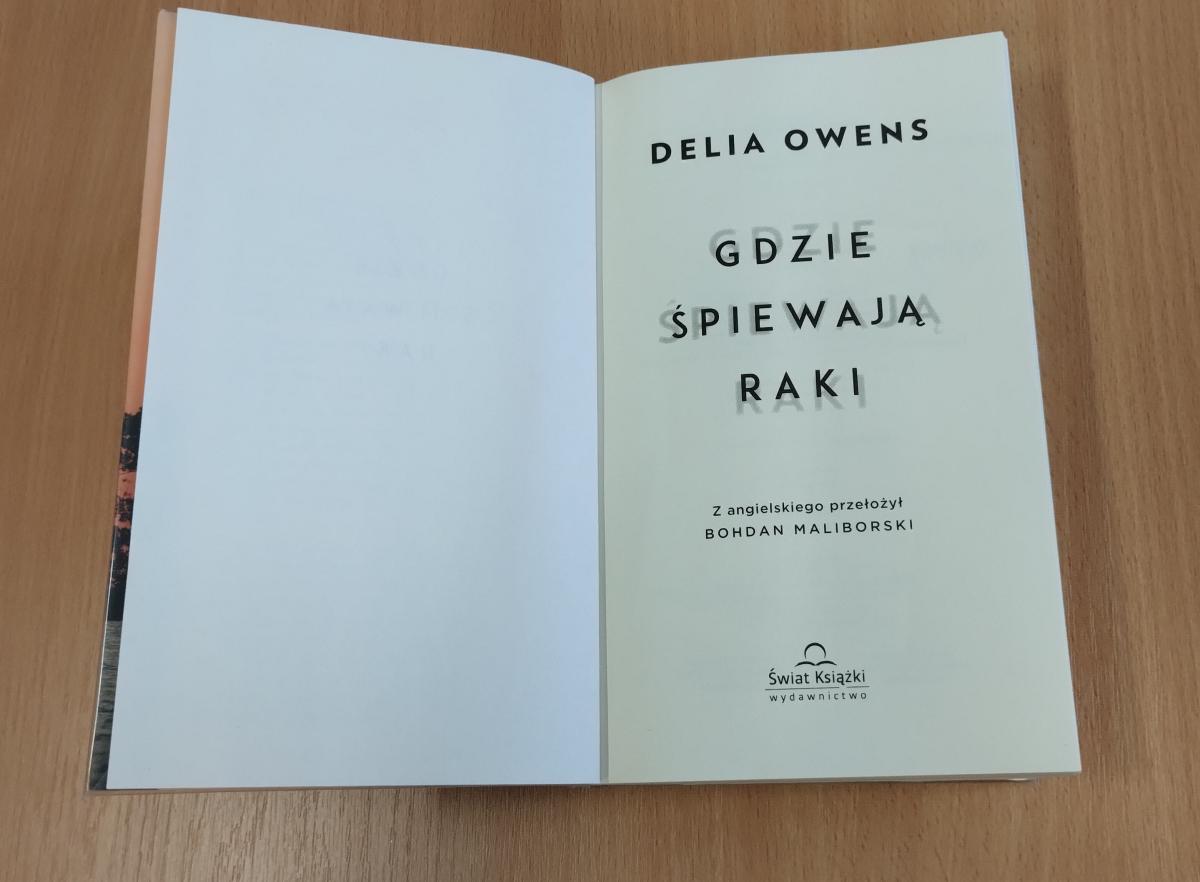 DELIA OWENS
GDZIE
ŚPIEWAJĄ
RAKI
Z angielskiego przełożył
BOHDAN MALIBORSKI
Świat Książki
wydawnictwo